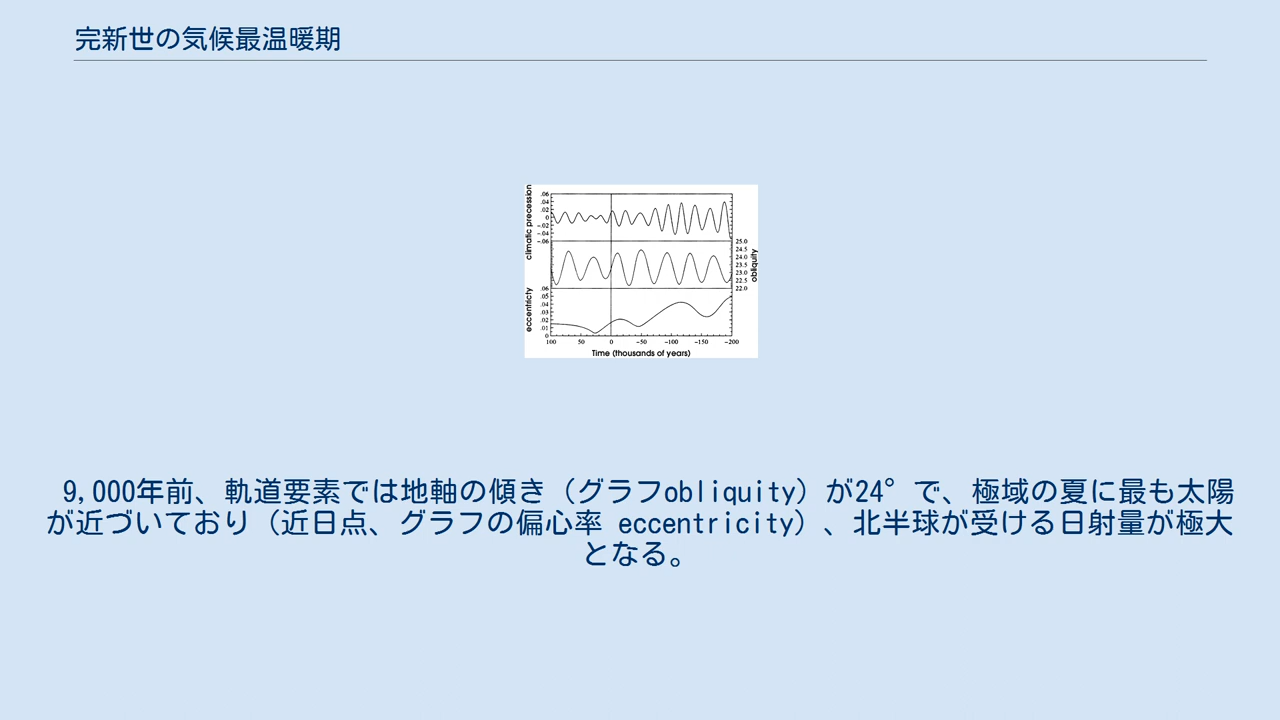 完新世の気候最温暖期
climatic precession
.06
.04
.02
0
-.02
-.04
-.06
25.0
24.5
24.0
23.5
23.0
22.5
22.0
obliquity
eccentricty
.06
.05
.04
.03
.02
.01
0
100 50 0 -50 -100 -150 -200
Time (thousands of years)
9,000年前、軌道要素では地軸の傾き（グラフobliquity）が24°で、極域の夏に最も太陽
が近づいており（近日点、グラフの偏心率 eccentricity）、北半球が受ける日射量が極大
となる。